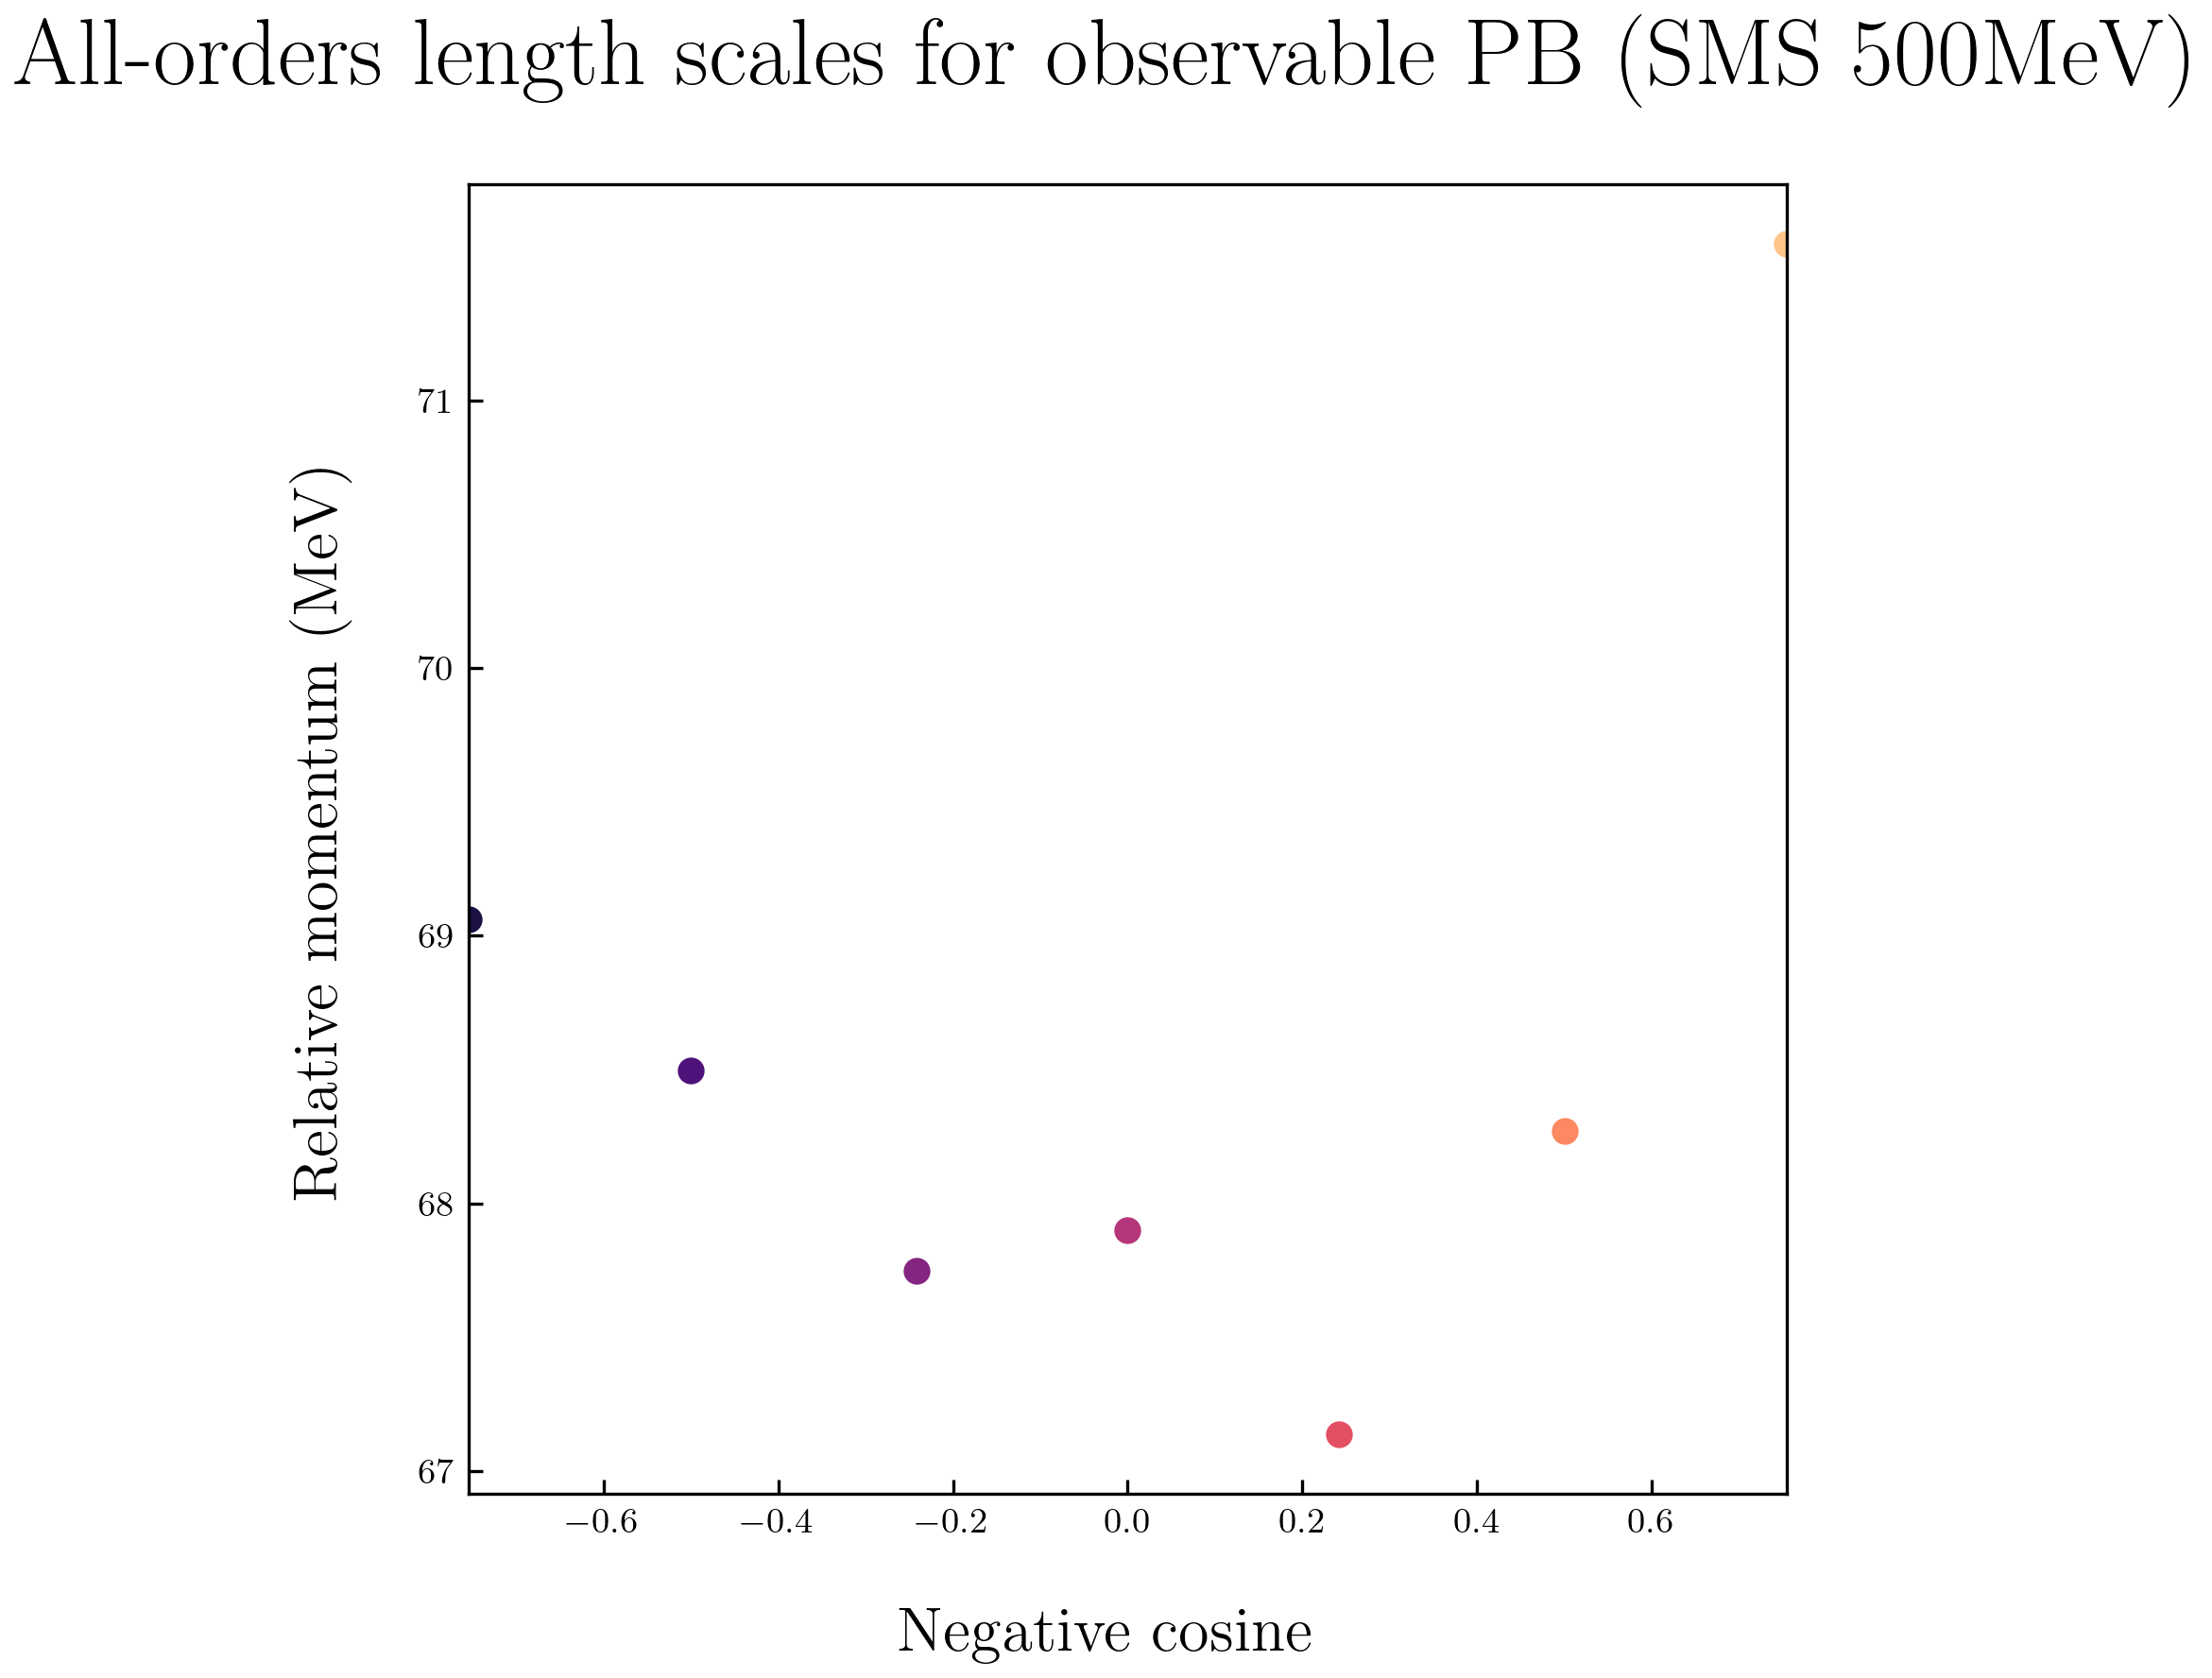 All-orders length scales for observable PB (SMS 500MeV)
Relative momentum (MeV)
71
70
69
68
67
−0.6 −0.4 −0.2 0.0 0.2 0.4 0.6
Negative cosine